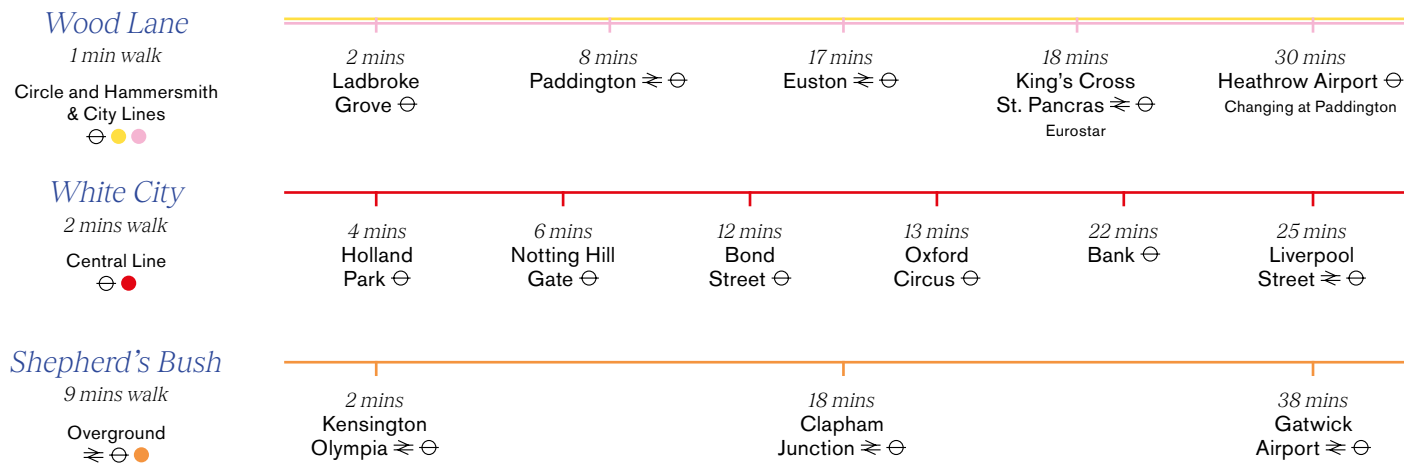 Wood Lane
1 min walk
Circle and Hammersmith
& City Lines
2 mins
Ladbroke
Grove
8 mins
Paddington
17 mins
Euston
18 mins
King's Cross
St. Pancras
Eurostar
30 mins
Heathrow Airport
Changing at Paddington
White City
2 mins walk
Central Line
4 mins
Holland
Park
6 mins
Notting Hill
Gate
12 mins
Bond
Street
13 mins
Oxford
Circus
22 mins
Bank
25 mins
Liverpool
Street
Shepherd's Bush
9 mins walk
Overground
2 mins
Kensington
Olympia
18 mins
Clapham
Junction
38 mins
Gatwick
Airport